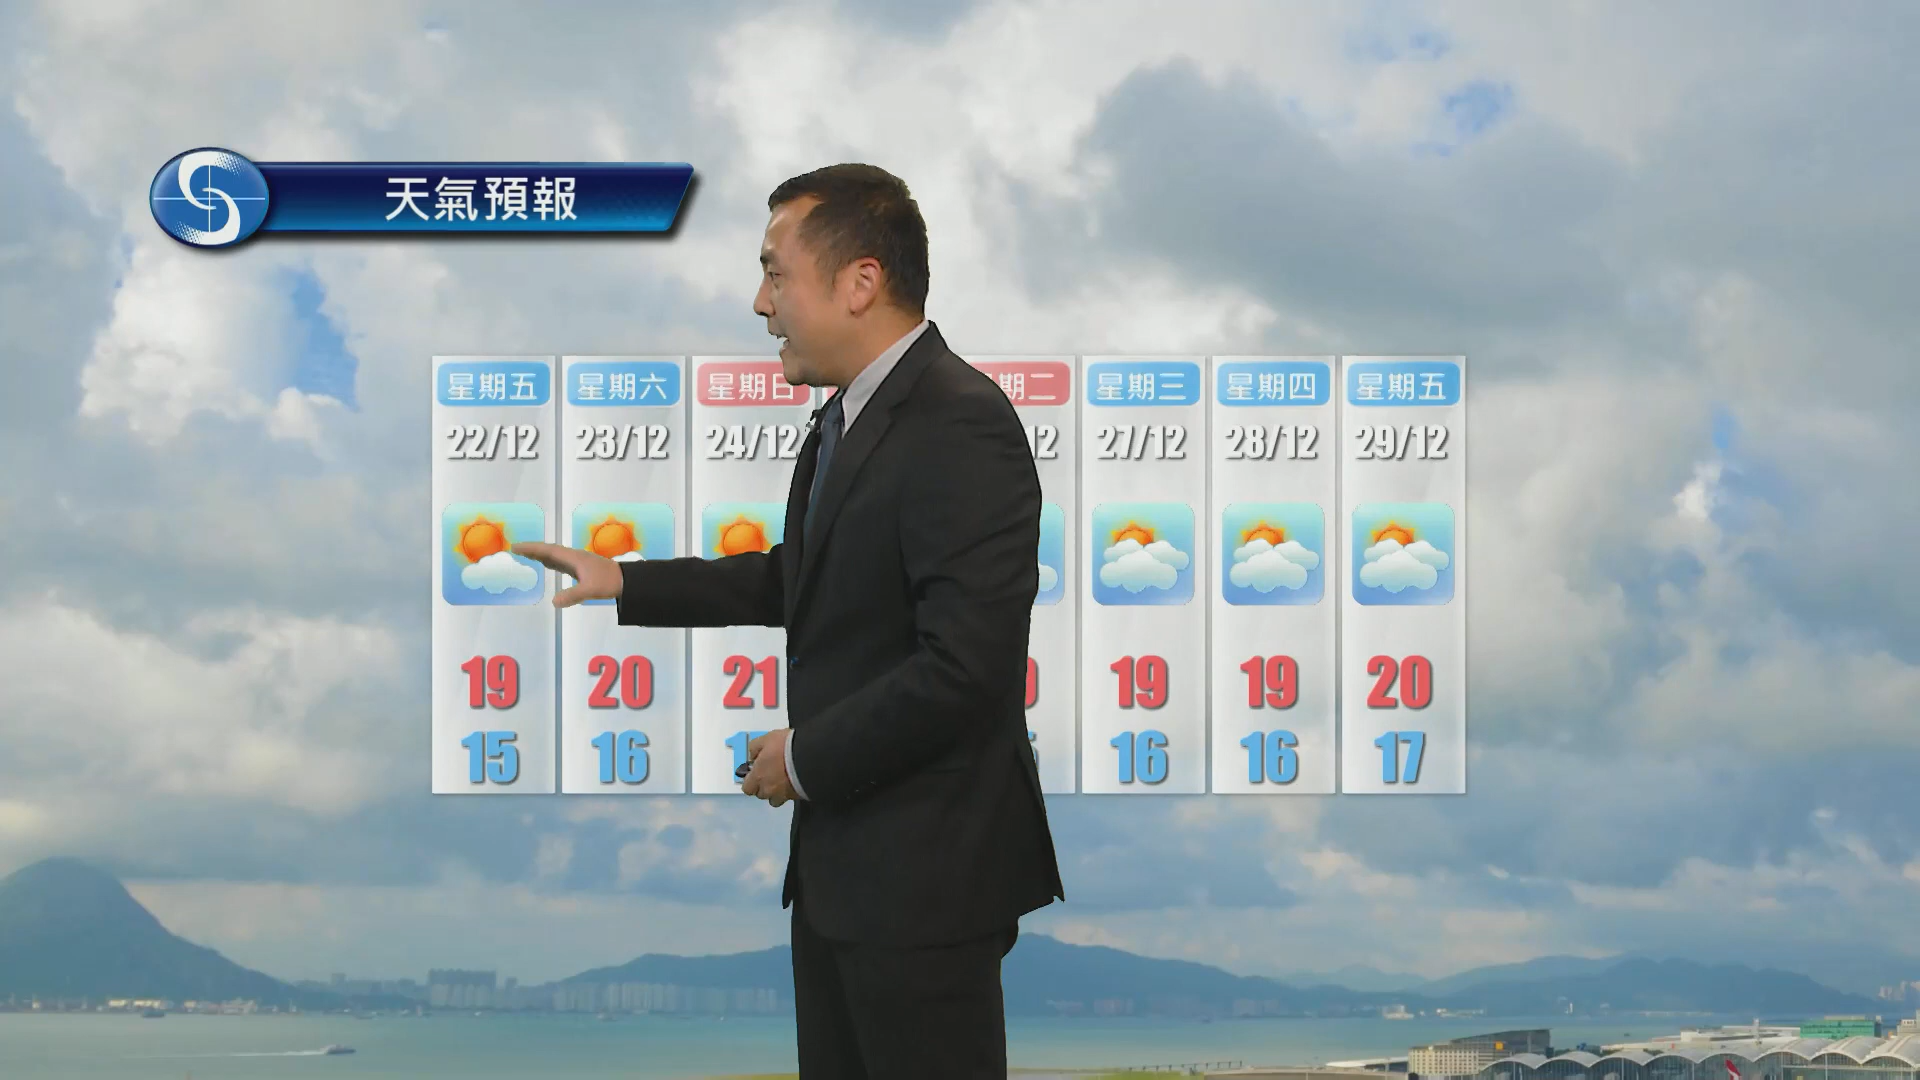 天氣預報
星期五 星期六 星期日 期二 星期三 星期四 星期五
22/12 23/12 24/12 27/12 28/12 29/12
19 20 21 19 19 20
15 16 16 16 17